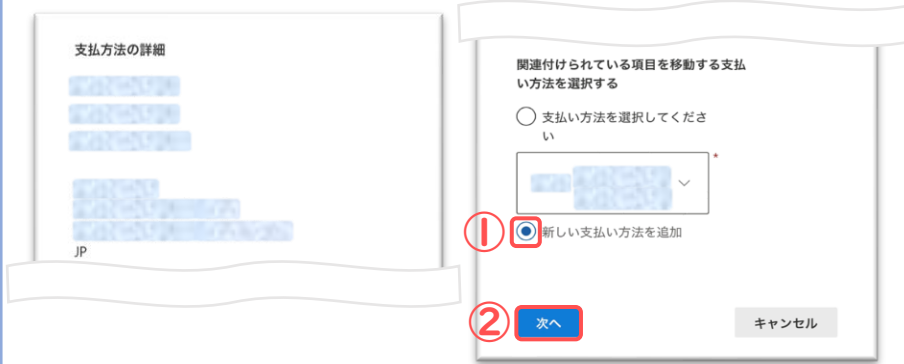 支払方法の詳細
JP
関連付けられている項目を移動する支払
い方法を選択する
支払い方法を選択してくださ
い
*
① 新しい支払い方法を追加
② 次へ
キャンセル